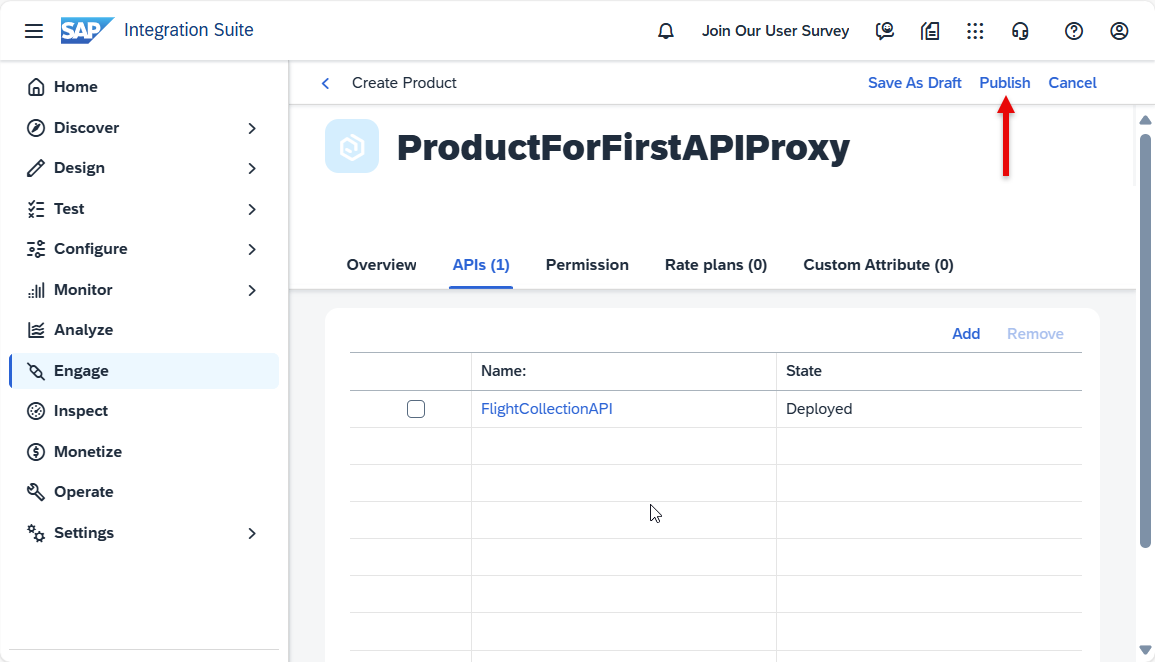 SAP Integration Suite
Join Our User Survey
Home
Discover
Design
Test
Configure
Monitor
Analyze
Engage
Inspect
Monetize
Operate
Settings
Create Product
Save As Draft Publish Cancel
ProductForFirstAPIProxy
Overview APIs (1) Permission Rate plans (0) Custom Attribute (0)
Add Remove
Name: State
FlightCollectionAPI Deployed